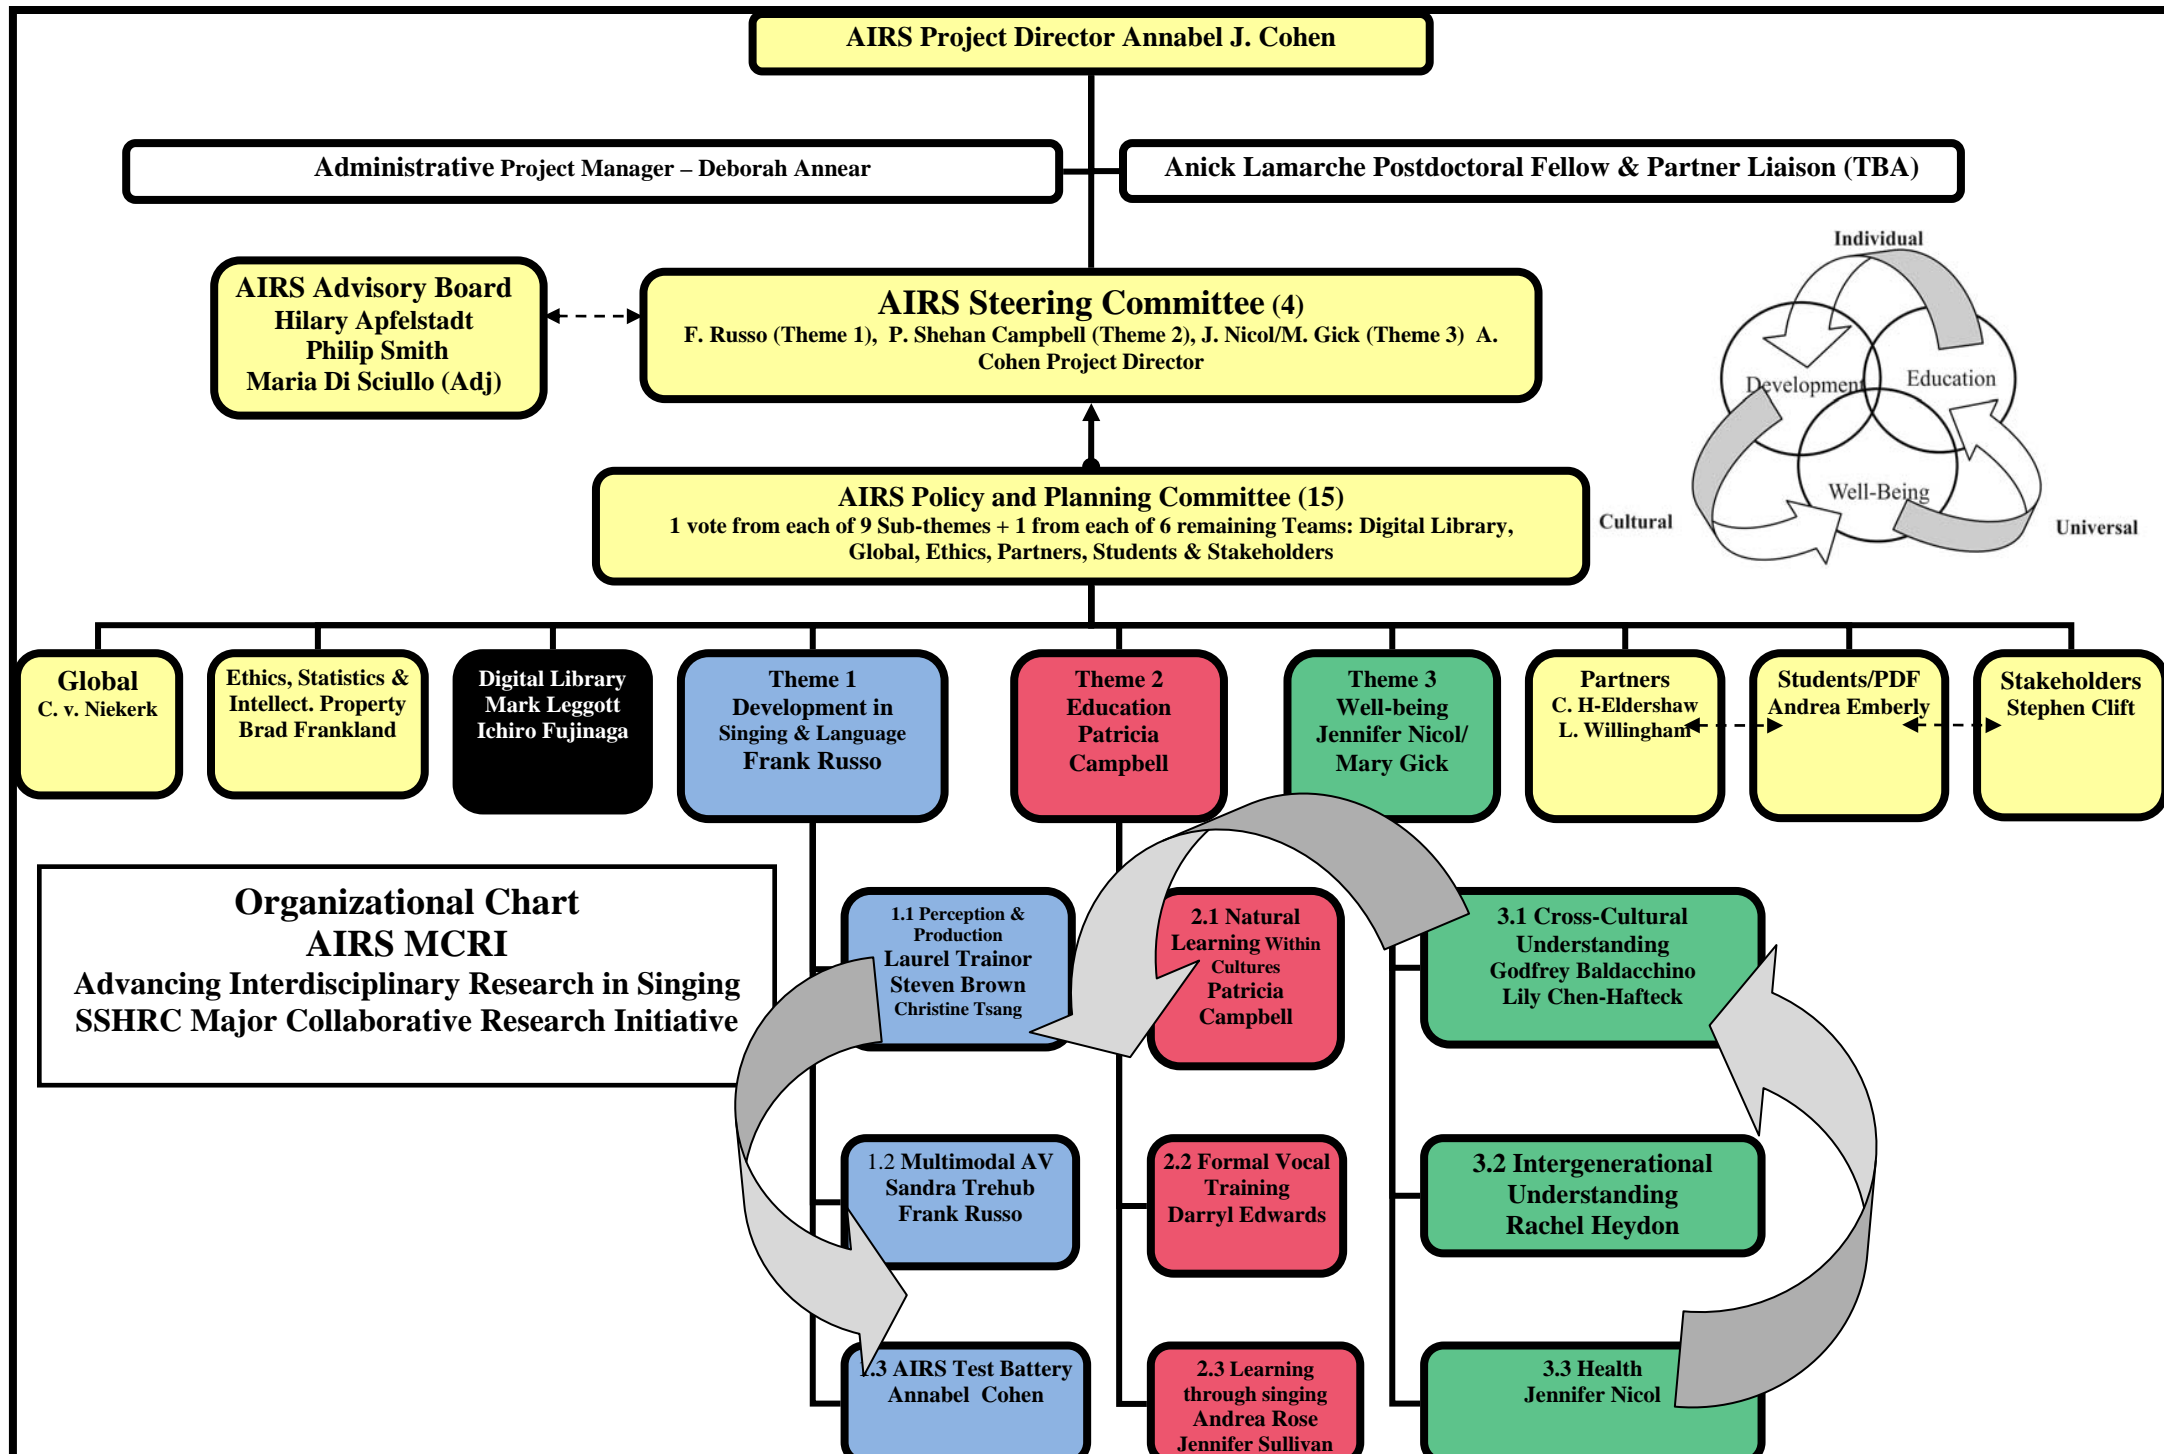 AIRS Project Director Annabel J. Cohen
Administrative Project Manager – Deborah Annear
Anick Lamarche Postdoctoral Fellow & Partner Liaison (TBA)
AIRS Advisory Board
Hilary Apfelstadt
Philip Smith
Maria Di Sciullo (Adj)
AIRS Steering Committee (4)
F. Russo (Theme 1), P. Shehan Campbell (Theme 2), J. Nicol/M. Gick (Theme 3) A.
Cohen Project Director
Individual
Development
Education
Well-Being
Cultural
Universal
AIRS Policy and Planning Committee (15)
1 vote from each of 9 Sub-themes + 1 from each of 6 remaining Teams: Digital Library,
Global, Ethics, Partners, Students & Stakeholders
Global
C. v. Niekerk
Ethics, Statistics &
Intellect. Property
Brad Frankland
Digital Library
Mark Leggott
Ichiro Fujinaga
Theme 1
Development in
Singing & Language
Frank Russo
Theme 2
Education
Patricia
Campbell
Theme 3
Well-being
Jennifer Nicol/
Mary Gick
Partners
C. H-Eldershaw
L. Willingham
Students/PDF
Andrea Emberly
Stakeholders
Stephen Clift
Organizational Chart
AIRS MCRI
Advancing Interdisciplinary Research in Singing
SSHRC Major Collaborative Research Initiative
1.1 Perception &
Production
Laurel Trainor
Steven Brown
Christine Tsang
2.1 Natural
Learning Within
Cultures
Patricia
Campbell
3.1 Cross-Cultural
Understanding
Godfrey Baldacchino
Lily Chen-Hafteck
1.2 Multimodal AV
Sandra Trehub
Frank Russo
2.2 Formal Vocal
Training
Darryl Edwards
3.2 Intergenerational
Understanding
Rachel Heydon
1.3 AIRS Test Battery
Annabel Cohen
2.3 Learning
through singing
Andrea Rose
Jennifer Sullivan
3.3 Health
Jennifer Nicol